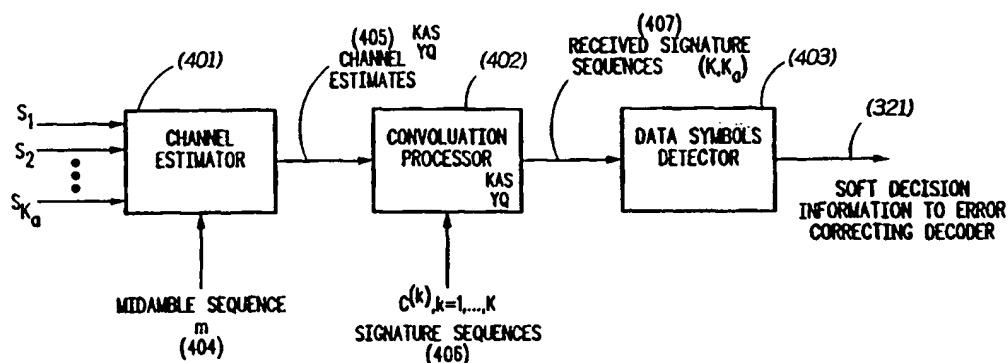 (401)
S1
S2
SKa
CHANNEL
ESTIMATOR
MIDAMBLE SEQUENCE
m
(404)
(405) KAS
YQ
CHANNEL
ESTIMATES
(402)
CONVOLUATION
PROCESSOR
KAS
YQ
C(k),k=1,...,K
SIGNATURE SEQUENCES
(406)
(407)
RECEIVED SIGNATURE
SEQUENCES (K,Ka)
(403)
DATA SYMBOLS
DETECTOR
(321)
SOFT DECISION
INFORMATION TO ERROR
CORRECTING DECODER